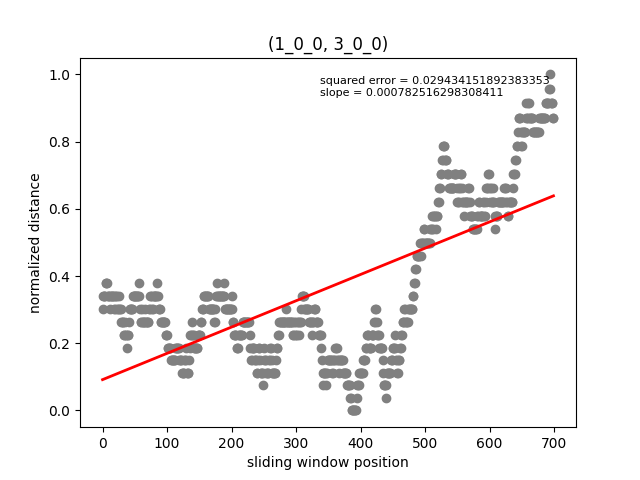 (1_0_0, 3_0_0)
squared error = 0.029434151892383353
slope = 0.000782516298308411
normalized distance
1.0
0.8
0.6
0.4
0.2
0.0
0 100 200 300 400 500 600 700
sliding window position